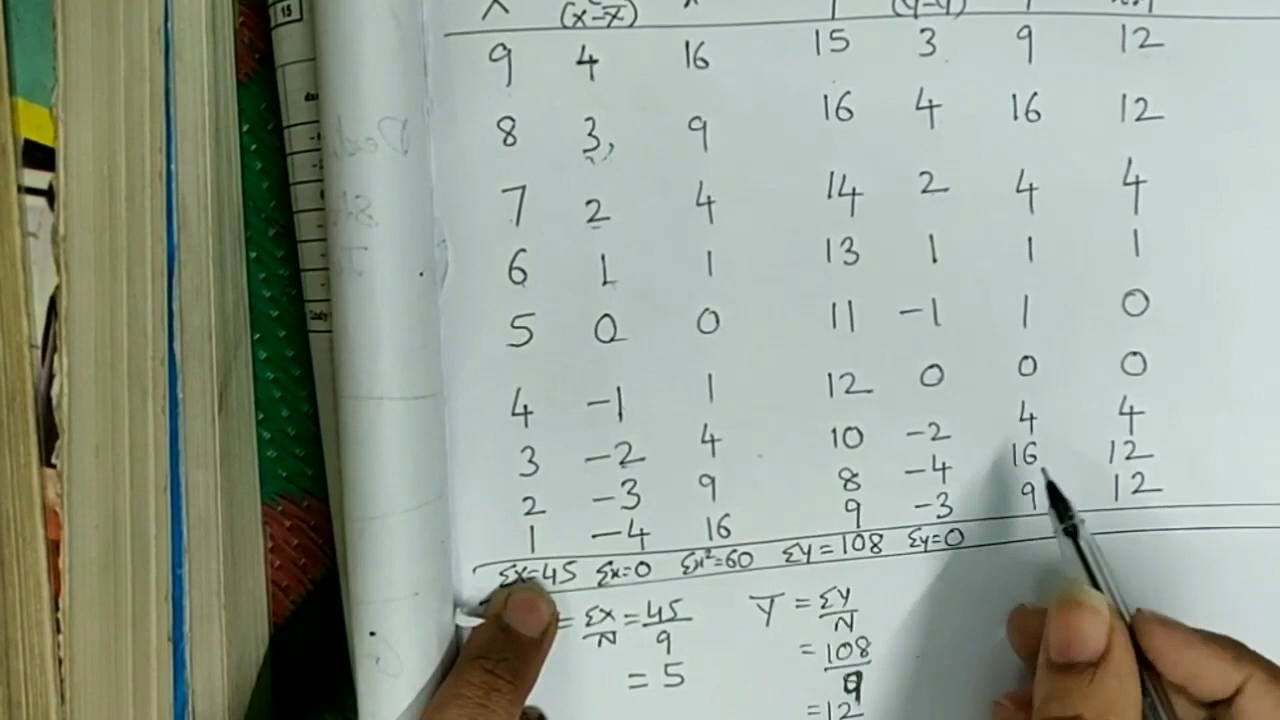 15
(x-x̄)
(y-ȳ)
9 4 16 15 3 9 12
8 3, 9 16 4 16 12
7 2 4 14 2 4 4
6 1 1 13 1 1 1
5 0 0 11 -1 1 0
4 -1 1 12 0 0 0
3 -2 4 10 -2 4 4
2 -3 9 8 -4 16 12
1 -4 16 9 -3 9 12
Σx=45 Σx=0 Σx²=60 Σy=108 Σy=0
= Σx/N = 45/9
= 5
Ȳ = Σy/N
= 108/9
=12